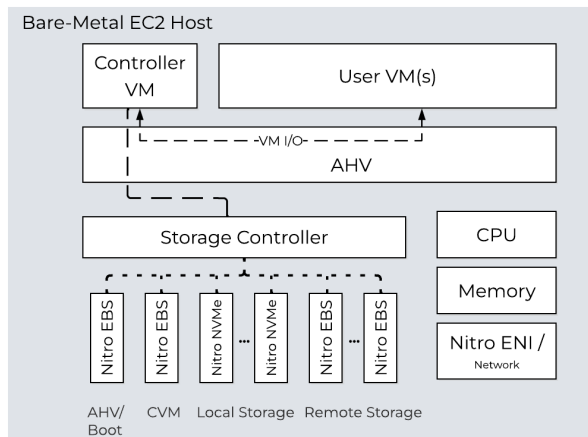 Bare-Metal EC2 Host
Controller
VM
User VM(s)
VM I/O
AHV
Storage Controller
CPU
Memory
Nitro ENI /
Network
Nitro EBS
Nitro EBS
Nitro NVMe
...
Nitro NVMe
Nitro EBS
...
Nitro EBS
AHV/
Boot
CVM
Local Storage
Remote Storage